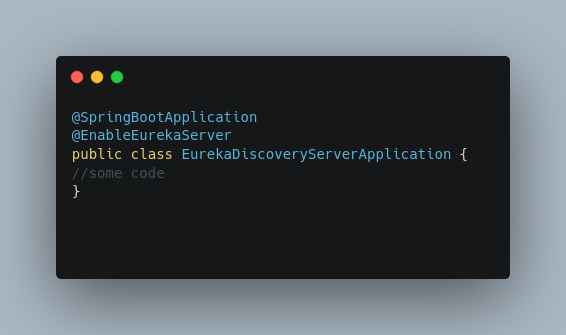 @SpringBootApplication
@EnableEurekaServer
public class EurekaDiscoveryServerApplication {
//some code
}